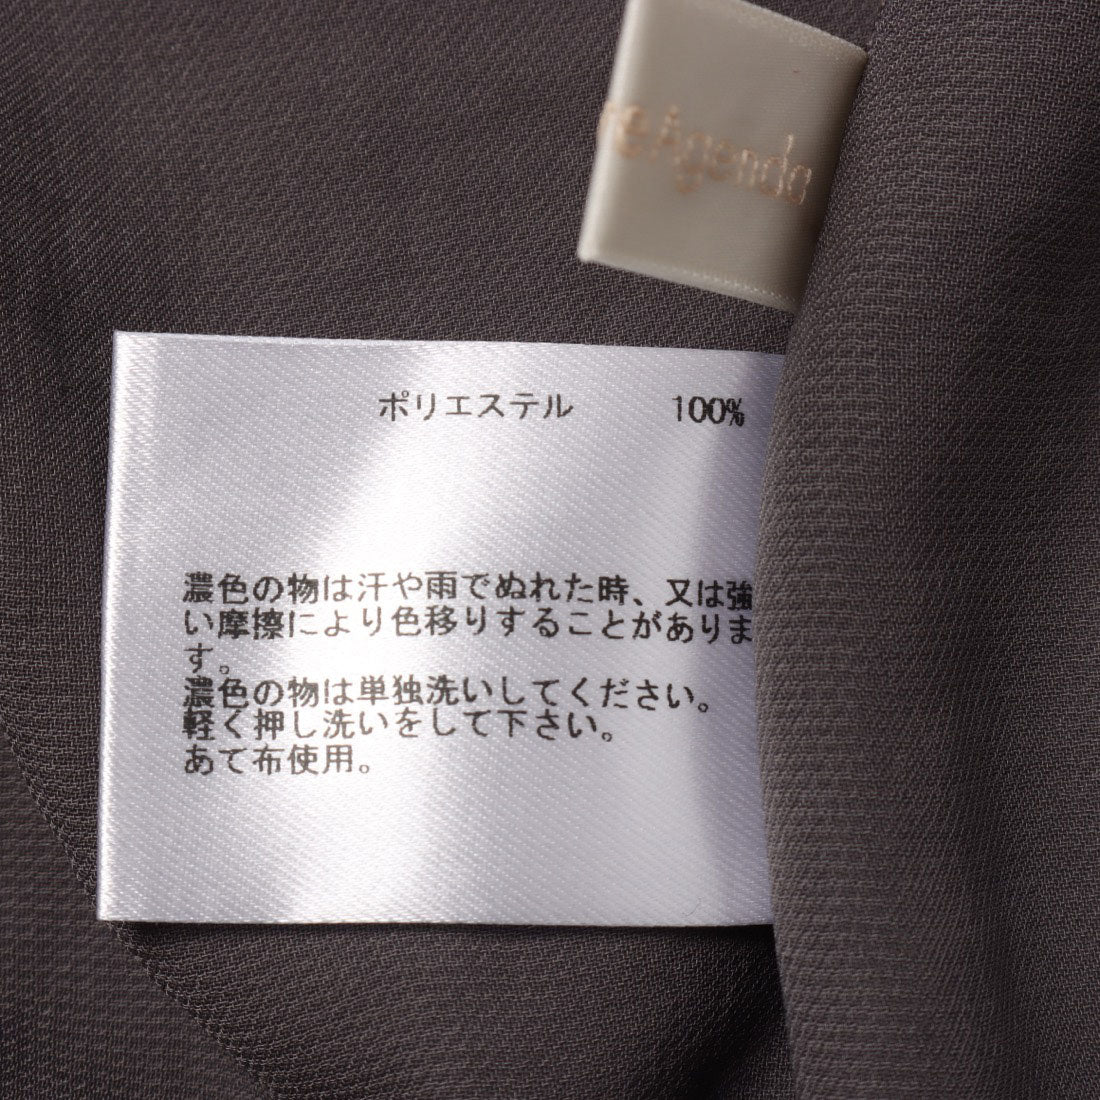 Agenda
ポリエステル 100%
濃色の物は汗や雨でぬれた時、又は強
い摩擦により色移りすることがありま
す。
濃色の物は単独洗いしてください。
軽く押し洗いをして下さい。
あて布使用。